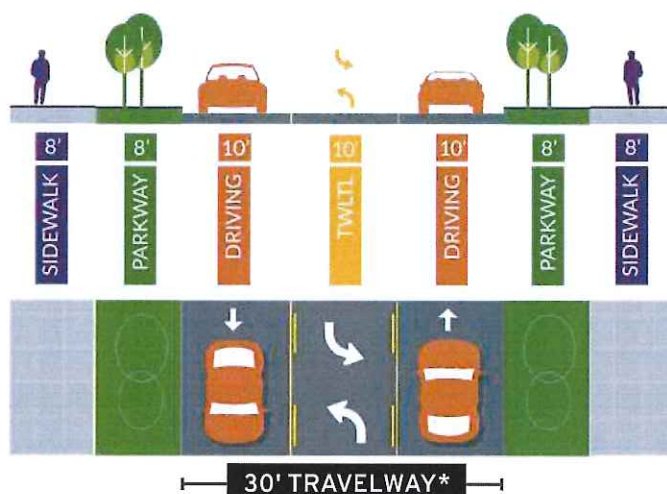 8' 8' 10' 10' 10' 8' 8'
SIDEWALK PARKWAY DRIVING TWLTL DRIVING PARKWAY SIDEWALK
30' TRAVELWAY*